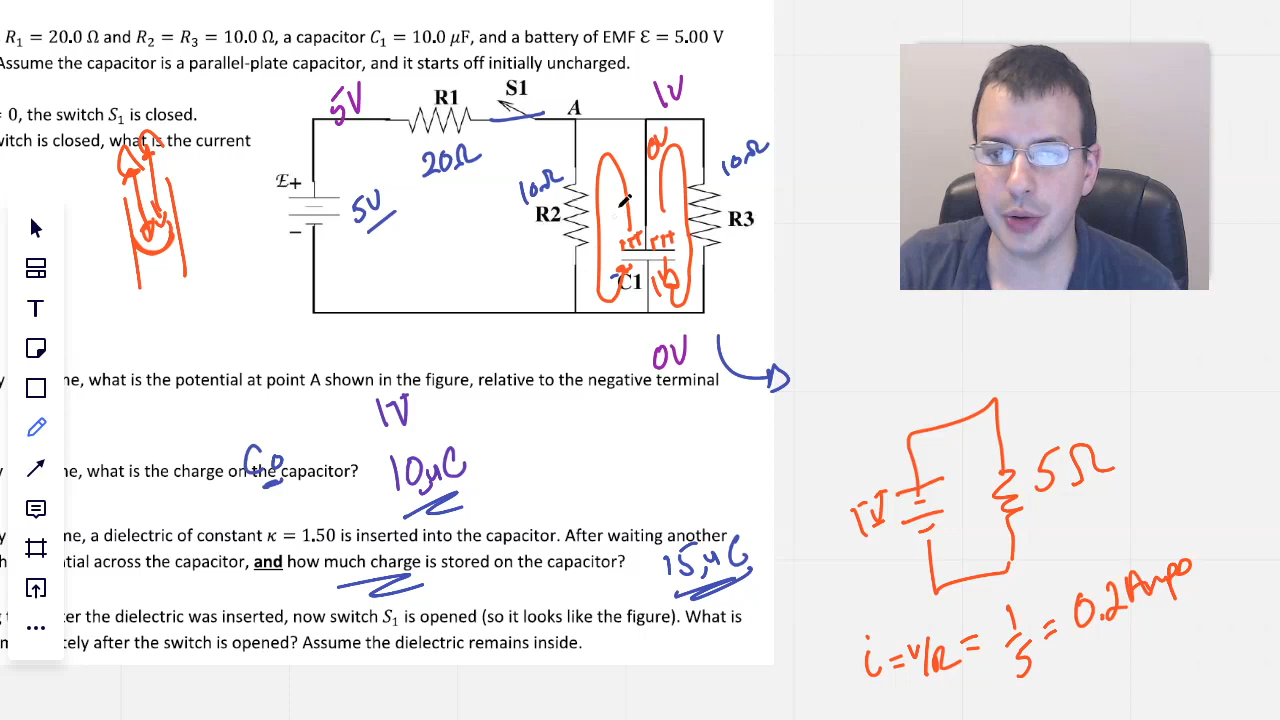 R₁ = 20.0 Ω and R₂ = R₃ = 10.0 Ω, a capacitor C₁ = 10.0 μF, and a battery of EMF Ɛ = 5.00 V
Assume the capacitor is a parallel-plate capacitor, and it starts off initially uncharged.
= 0, the switch S₁ is closed.
witch is closed, what is the current
5V
R1
S1
A
1V
20Ω
10Ω
0V
10Ω
Ɛ+
5V
R2
R3
−
C1
1V
0V
ne, what is the potential at point A shown in the figure, relative to the negative terminal
1V
ne, what is the charge on the capacitor?
10μC
me, a dielectric of constant κ = 1.50 is inserted into the capacitor. After waiting another
ntial across the capacitor, and how much charge is stored on the capacitor?
15μC
ter the dielectric was inserted, now switch S₁ is opened (so it looks like the figure). What is
ely after the switch is opened? Assume the dielectric remains inside.
T
1V
5Ω
i = V/R = 1/5 = 0.2 Amps